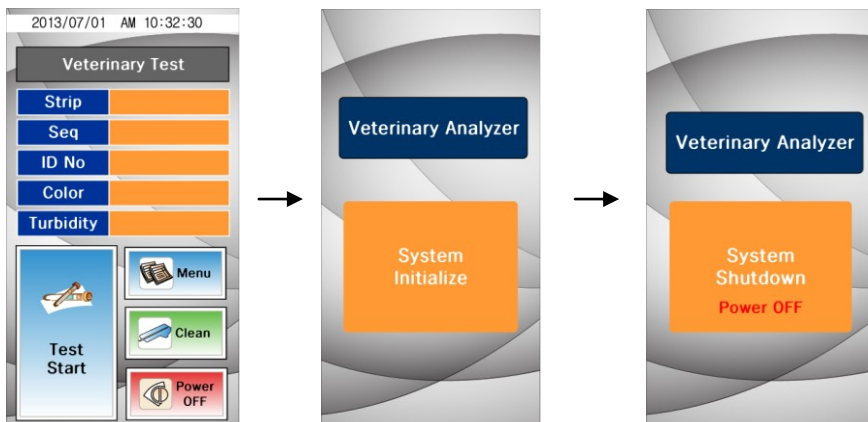 2013/07/01 AM 10:32:30
Veterinary Test
Strip
Seq
ID No
Color
Turbidity
Test
Start
Menu
Clean
Power
OFF
Veterinary Analyzer
System
Initialize
Veterinary Analyzer
System
Shutdown
Power OFF